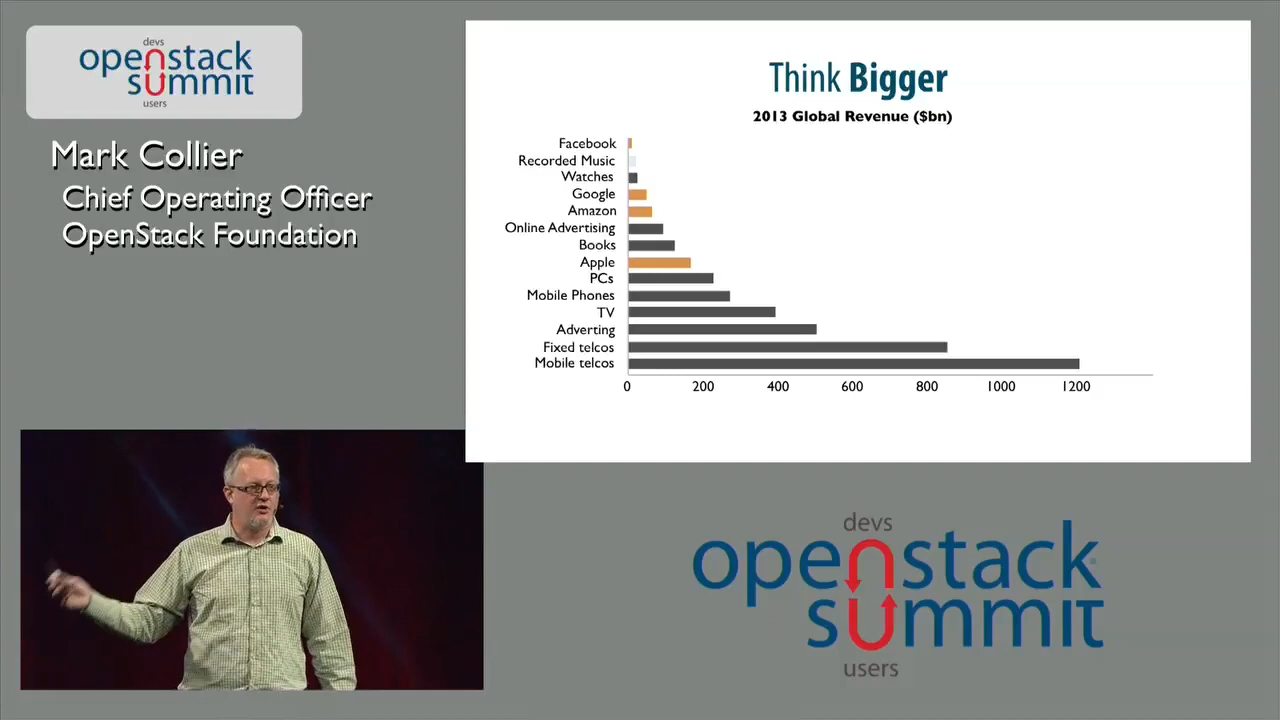 devs
openstack
summit
users
Mark Collier
Chief Operating Officer
OpenStack Foundation
Think Bigger
2013 Global Revenue ($bn)
Facebook
Recorded Music
Watches
Google
Amazon
Online Advertising
Books
Apple
PCs
Mobile Phones
TV
Adverting
Fixed telcos
Mobile telcos
0 200 400 600 800 1000 1200
devs
openstack
summit
users